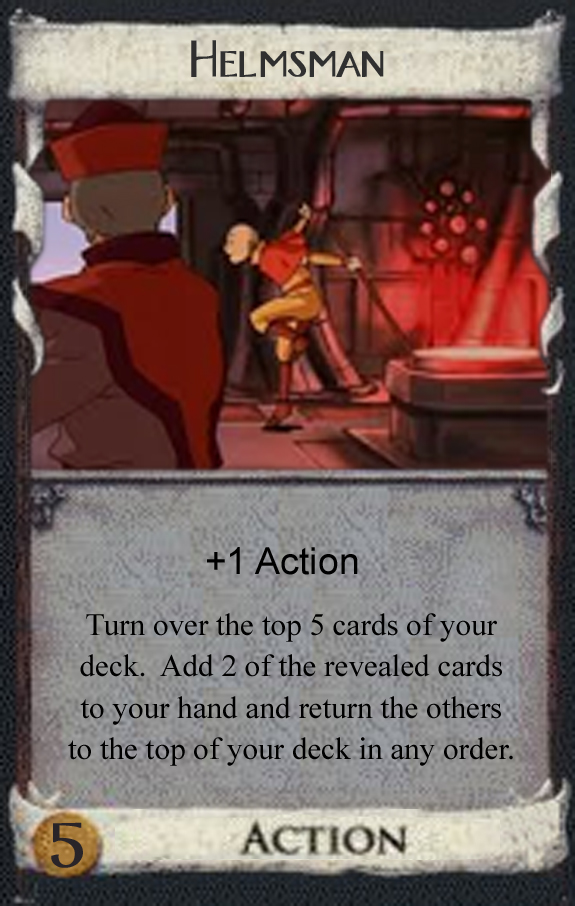 Helmsman
+1 Action
Turn over the top 5 cards of your
deck.  Add 2 of the revealed cards
to your hand and return the others
to the top of your deck in any order.
5 Action